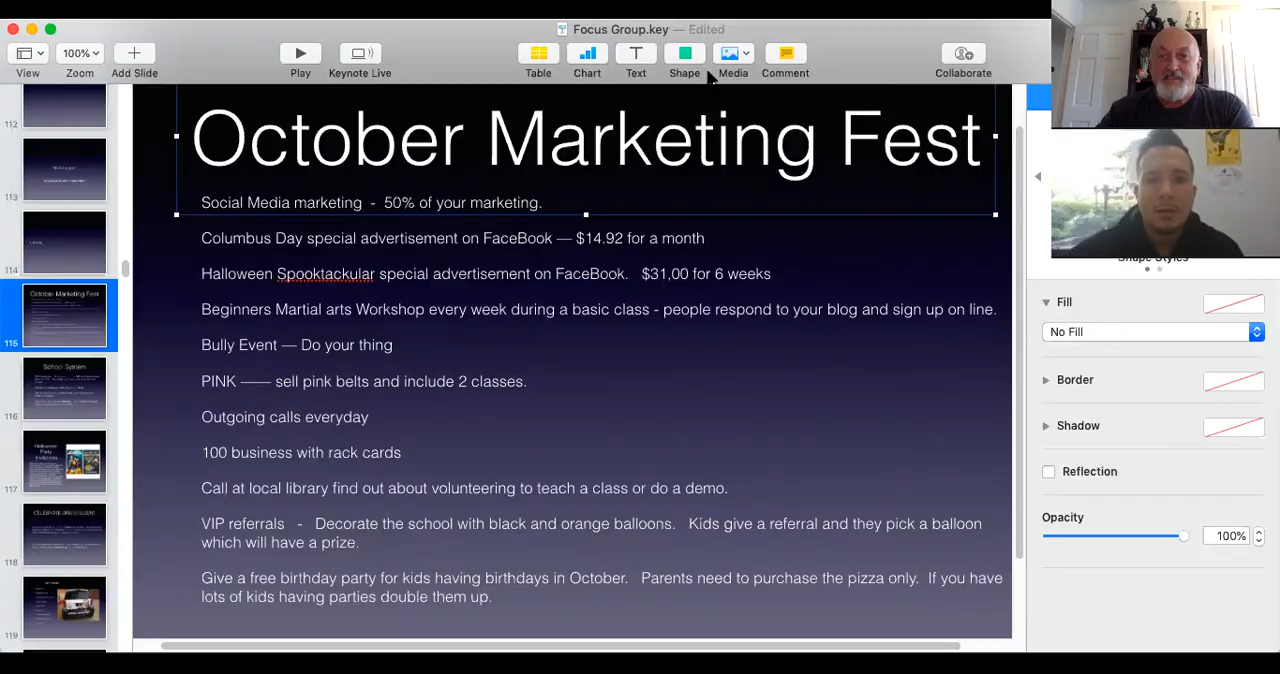 Focus Group.key — Edited
View
100%
Zoom
Add Slide
Play
Keynote Live
Table
Chart
Text
Shape
Media
Comment
Collaborate
112
113
114
October Marketing Fest
115
School System
116
Halloween
Party
Invitations
117
118
119
October Marketing Fest
Social Media marketing  -  50% of your marketing.
Columbus Day special advertisement on FaceBook — $14.92 for a month
Halloween Spooktackular special advertisement on FaceBook.   $31,00 for 6 weeks
Beginners Martial arts Workshop every week during a basic class - people respond to your blog and sign up on line.
Bully Event — Do your thing
PINK —— sell pink belts and include 2 classes.
Outgoing calls everyday
100 business with rack cards
Call at local library find out about volunteering to teach a class or do a demo.
VIP referrals   -   Decorate the school with black and orange balloons.   Kids give a referral and they pick a balloon
which will have a prize.
Give a free birthday party for kids having birthdays in October.   Parents need to purchase the pizza only.  If you have
lots of kids having parties double them up.
Shape Styles
Fill
No Fill
Border
Shadow
Reflection
Opacity
100%